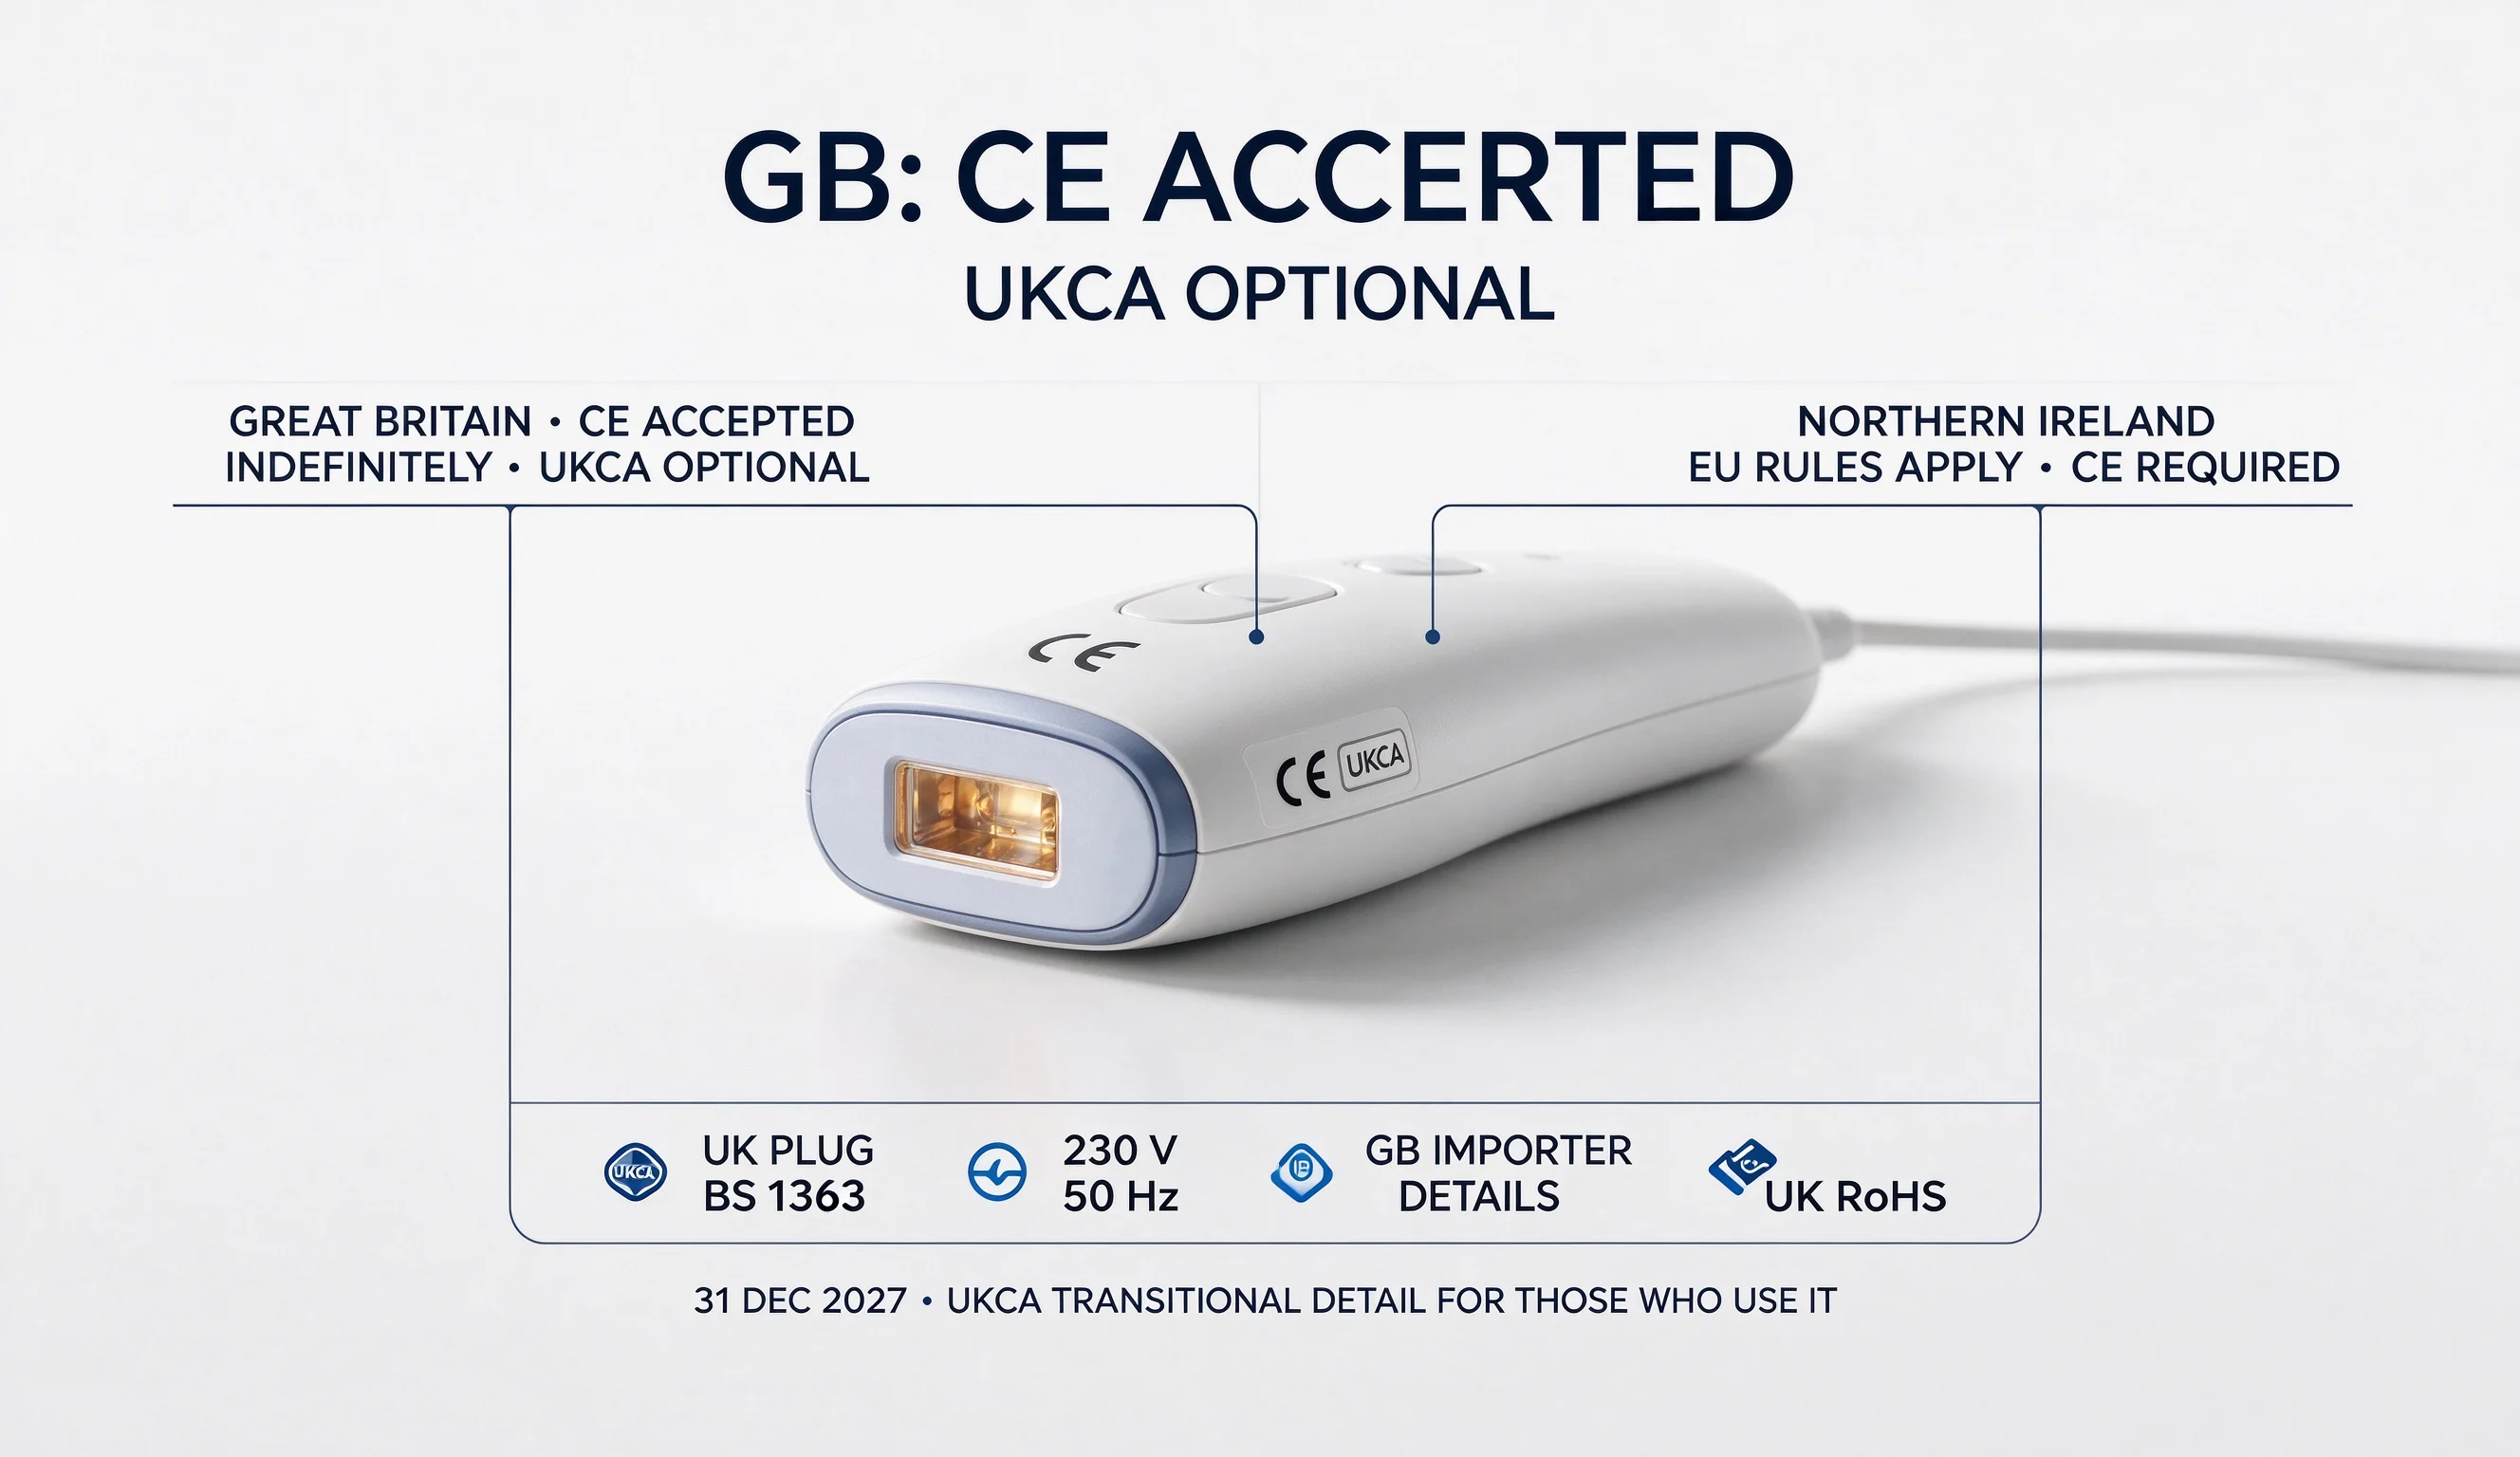 GB: CE ACCERTED
UKCA OPTIONAL
GREAT BRITAIN • CE ACCEPTED
INDEFINITELY • UKCA OPTIONAL
NORTHERN IRELAND
EU RULES APPLY • CE REQUIRED
CE
CE UKCA
UKCA
UK PLUG
BS 1363
230 V
50 Hz
GB IMPORTER
DETAILS
UK RoHS
31 DEC 2027 • UKCA TRANSITIONAL DETAIL FOR THOSE WHO USE IT